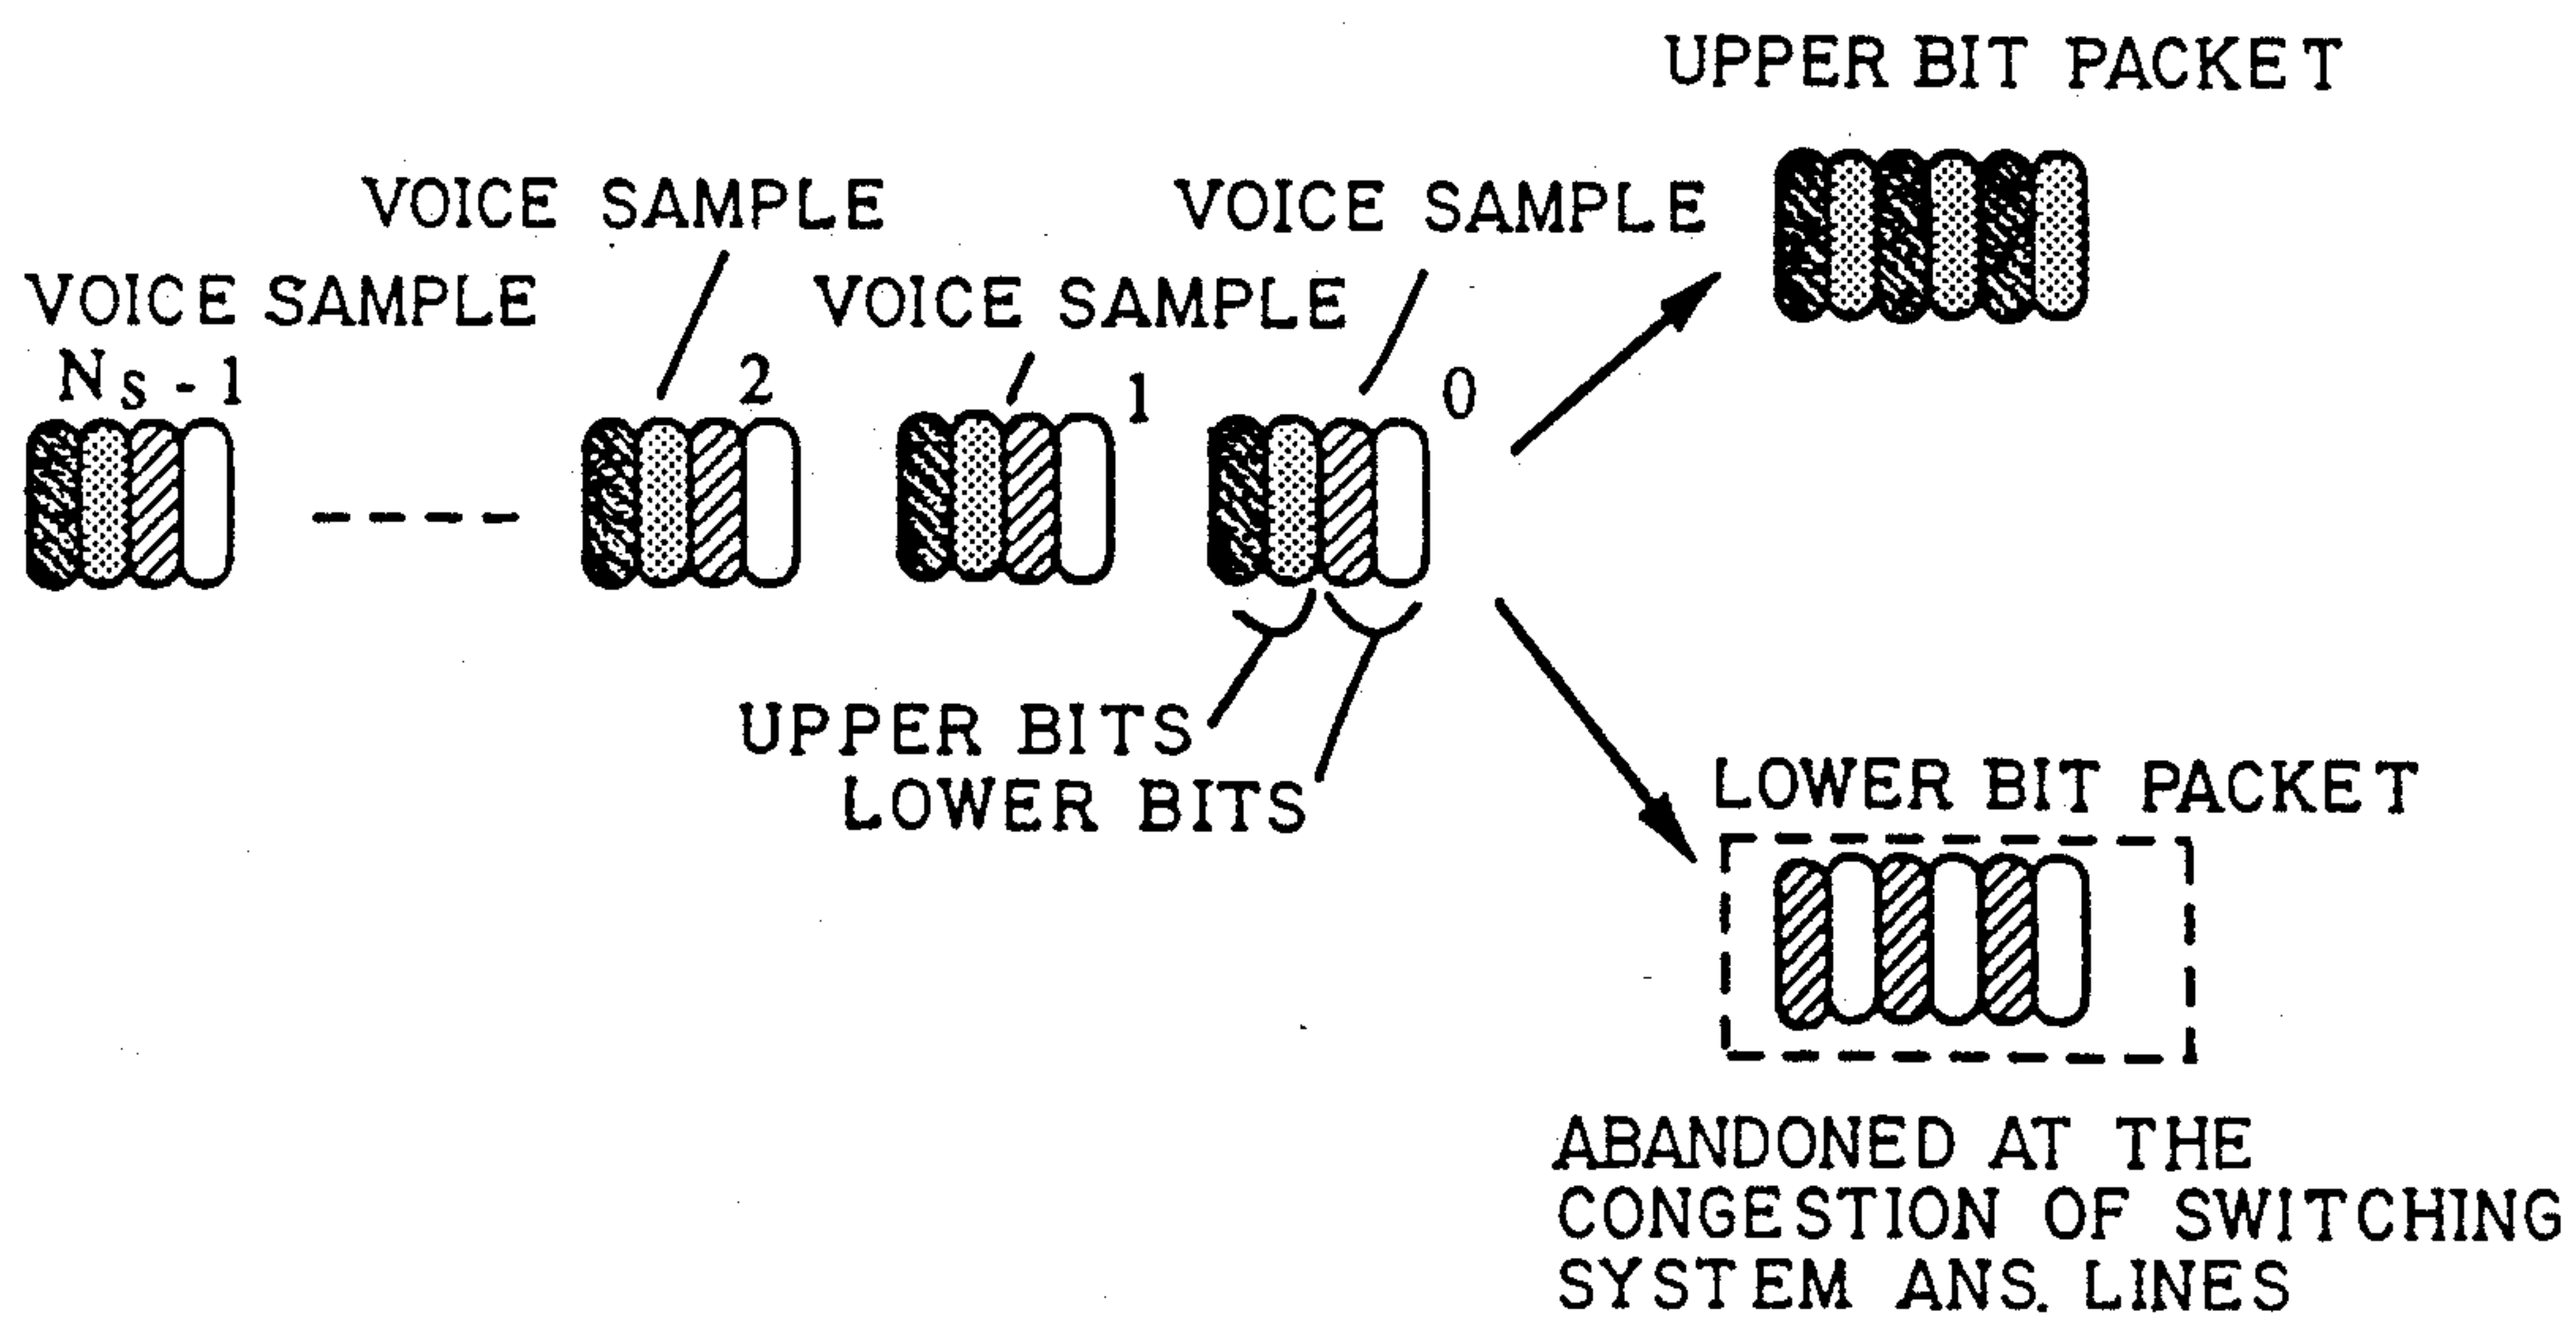 UPPER BIT PACKET
VOICE SAMPLE
VOICE SAMPLE
VOICE SAMPLE
VOICE SAMPLE
NS - 1
2
1
0
UPPER BITS
LOWER BITS
LOWER BIT PACKET
ABANDONED AT THE
CONGESTION OF SWITCHING
SYSTEM ANS. LINES